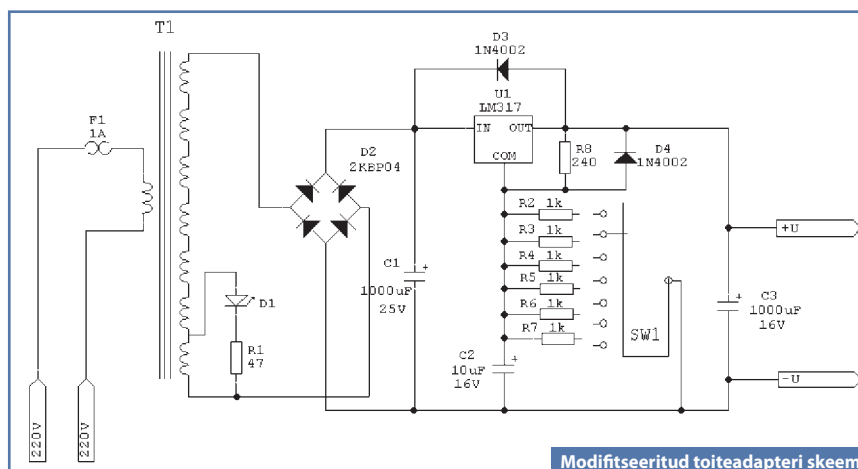 T1
F1
1A
220V
220V
D1
R1
47
D2
2KBP04
D3
1N4002
U1
LM317
IN OUT
COM
R8
240
D4
1N4002
R2 1k
R3 1k
R4 1k
R5 1k
R6 1k
R7 1k
SW1
C1
1000uF
25V
C2
10uF
16V
C3
1000uF
16V
+U
-U
Modifitseeritud toiteadapteri skeem